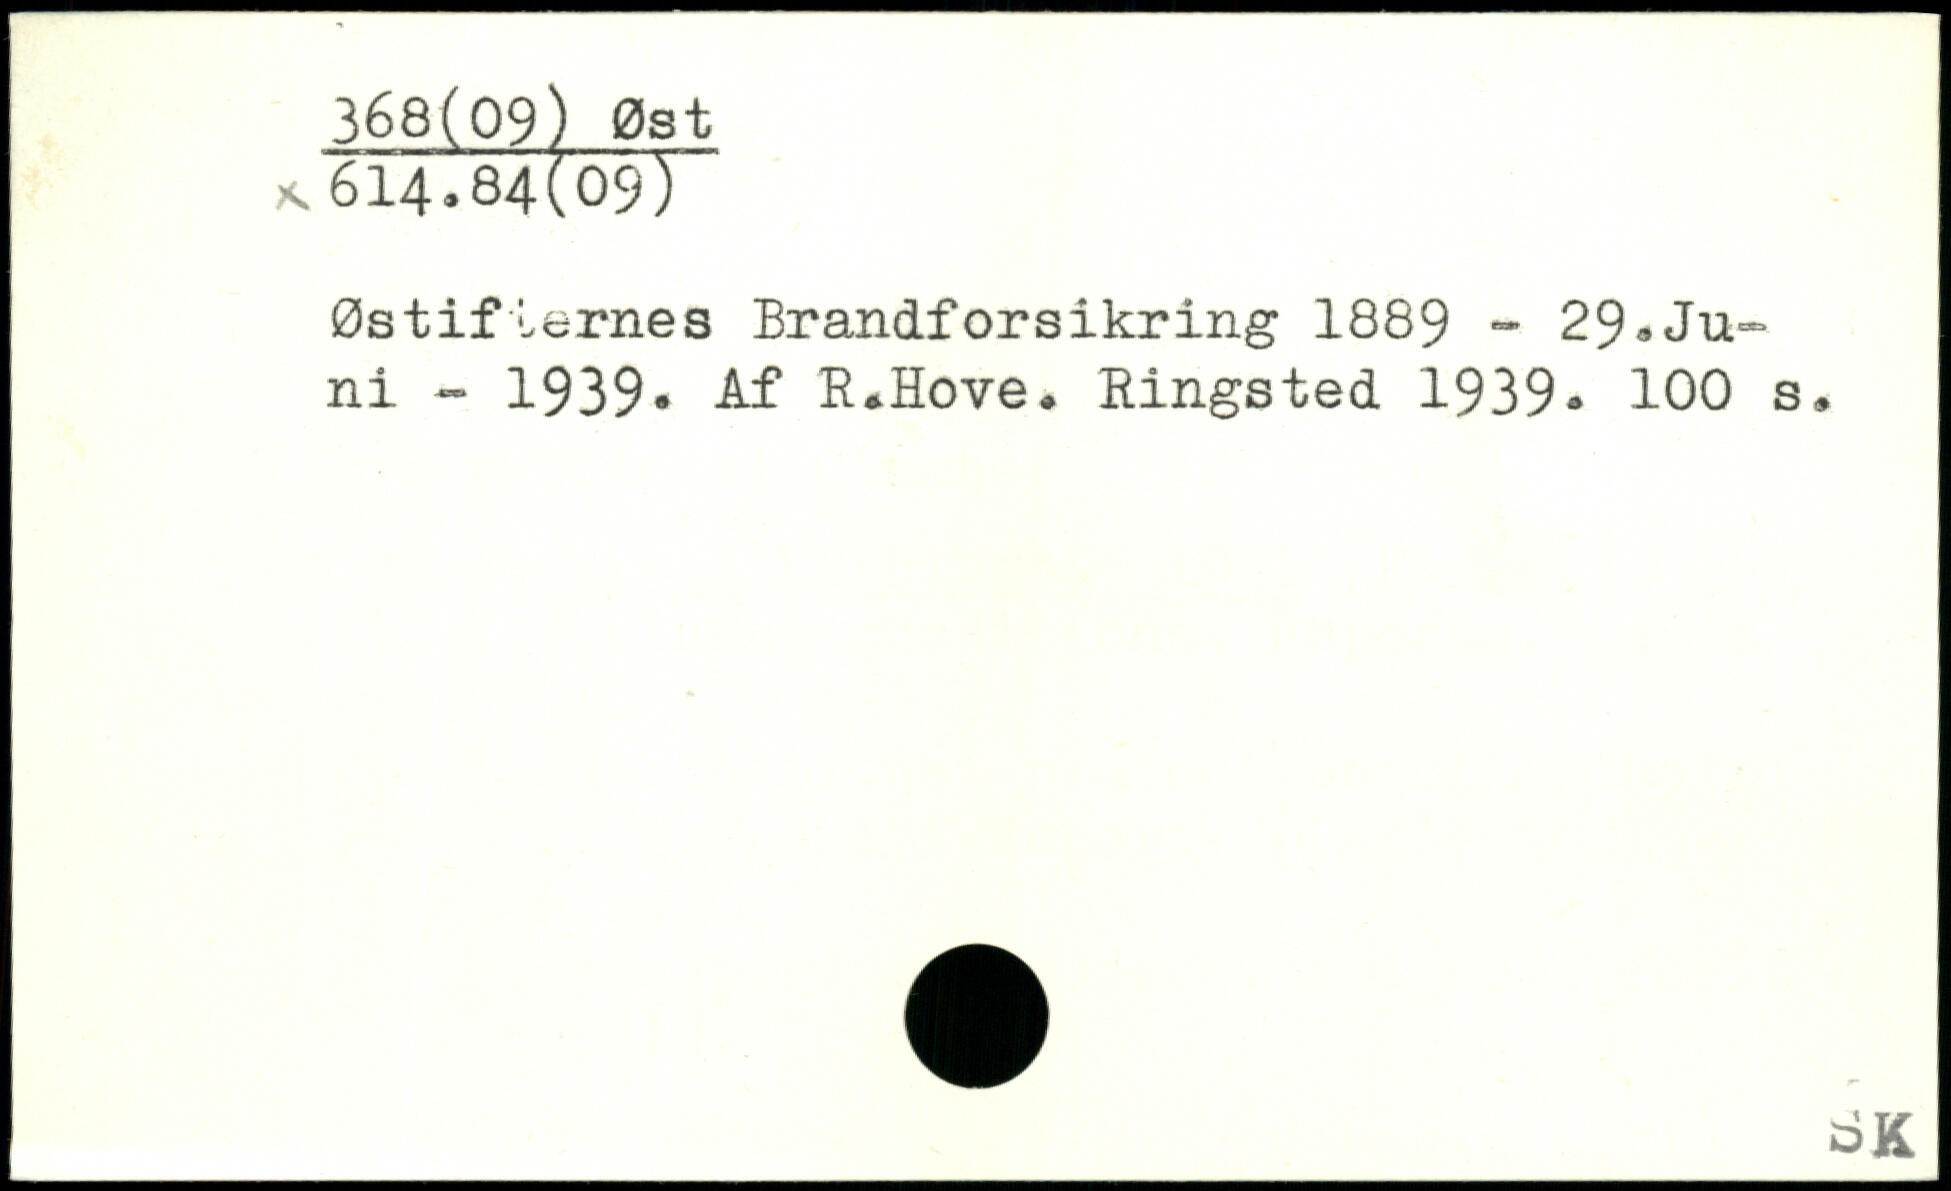 368(09) Øst
x 614.84(09)
Østifternes Brandforsikring 1889 - 29.Ju-
ni - 1939. Af R.Hove. Ringsted 1939. 100 s.
SK